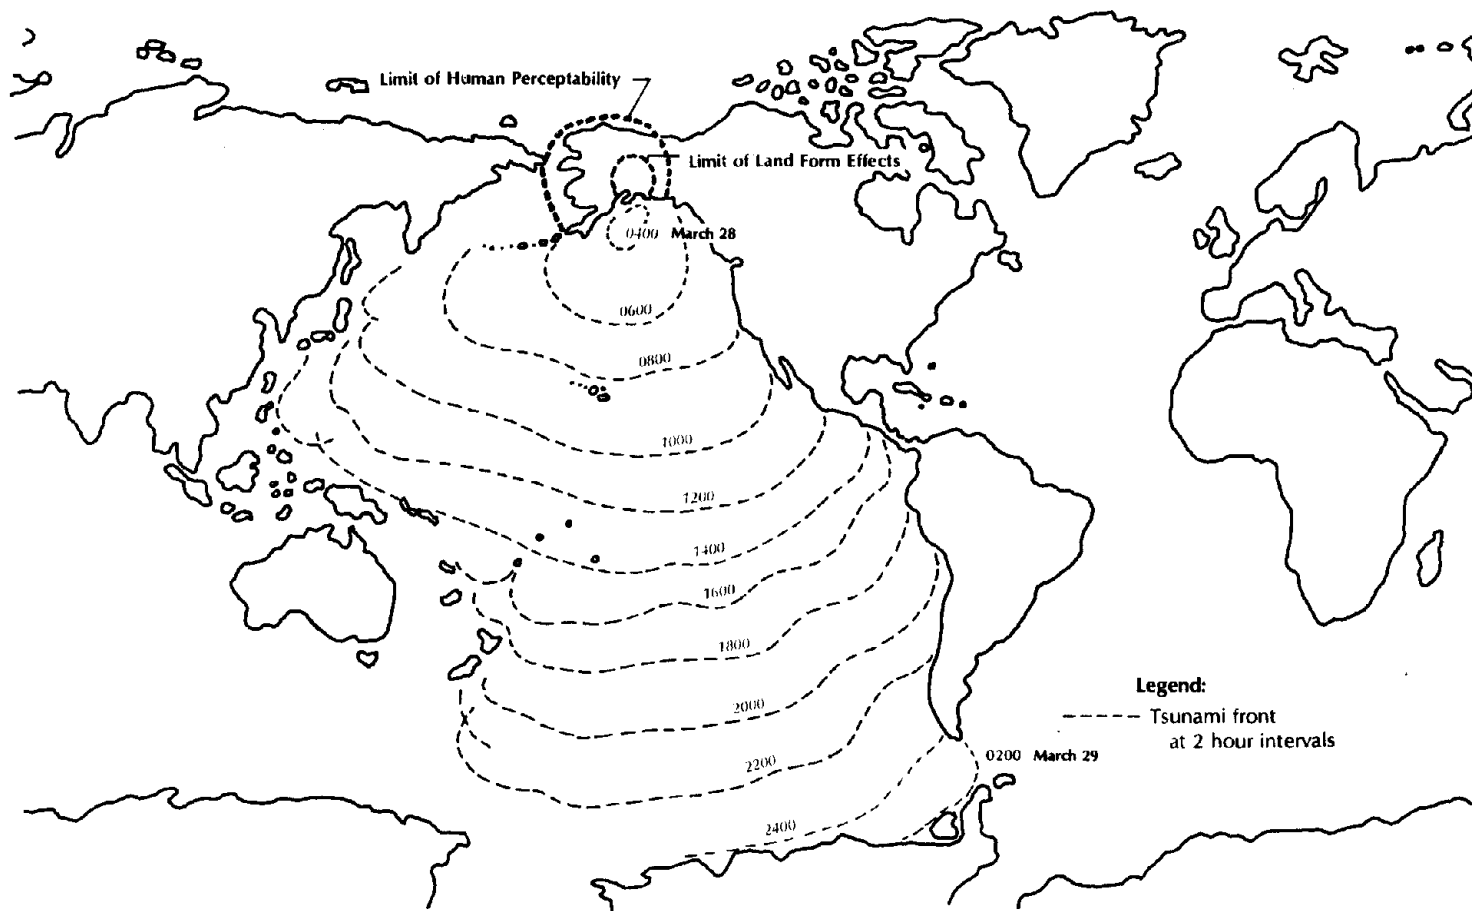 Limit of Human Perceptability
Limit of Land Form Effects
0400 March 28
0600
0800
1000
1200
1400
1600
1800
2000
2200
2400
0200 March 29
Legend:
Tsunami front
at 2 hour intervals